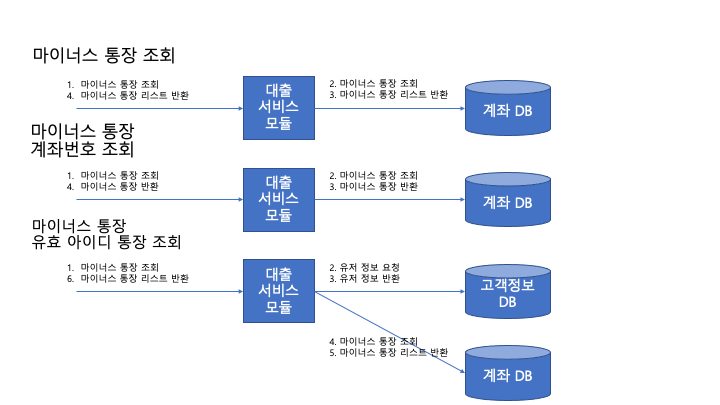 마이너스 통장 조회
1. 마이너스 통장 조회
4. 마이너스 통장 리스트 반환
대출
서비스
모듈
2. 마이너스 통장 조회
3. 마이너스 통장 리스트 반환
계좌 DB
마이너스 통장
계좌번호 조회
1. 마이너스 통장 조회
4. 마이너스 통장 반환
대출
서비스
모듈
2. 마이너스 통장 조회
3. 마이너스 통장 반환
계좌 DB
마이너스 통장
유효 아이디 통장 조회
1. 마이너스 통장 조회
6. 마이너스 통장 리스트 반환
대출
서비스
모듈
2. 유저 정보 요청
3. 유저 정보 반환
고객정보
DB
4. 마이너스 통장 조회
5. 마이너스 통장 리스트 반환
계좌 DB